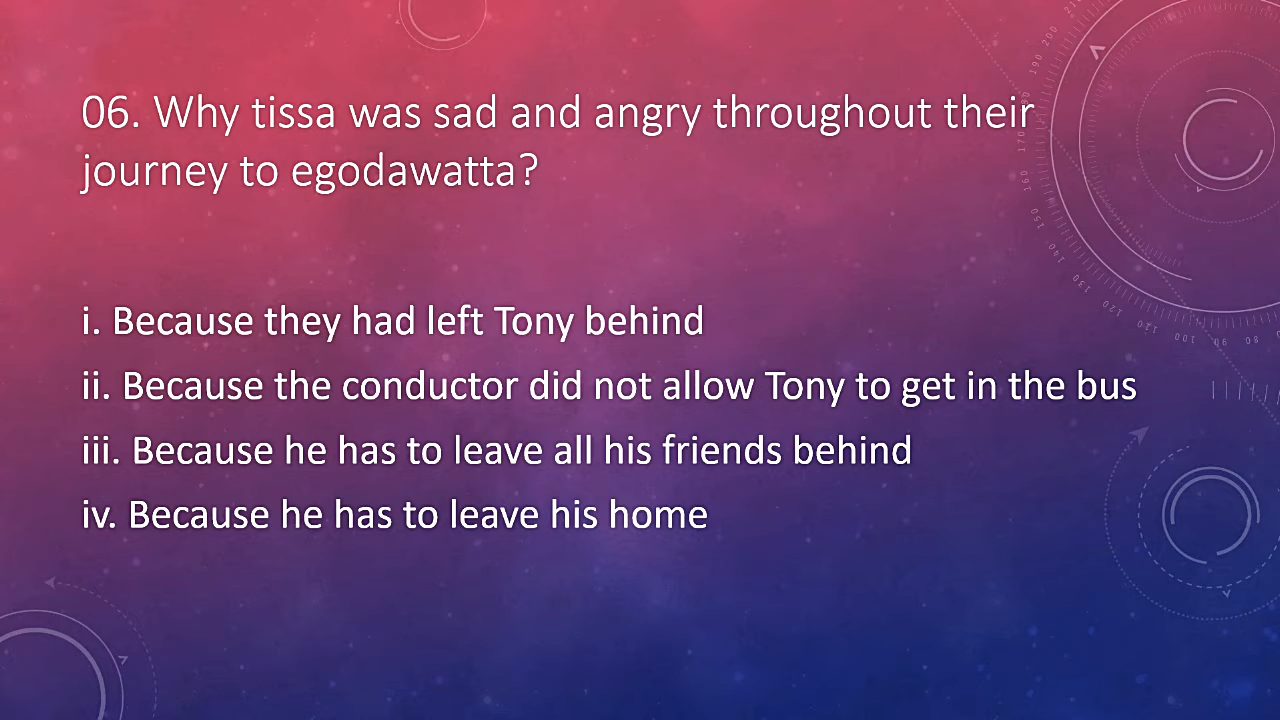 06. Why tissa was sad and angry throughout their
journey to egodawatta?
i. Because they had left Tony behind
ii. Because the conductor did not allow Tony to get in the bus
iii. Because he has to leave all his friends behind
iv. Because he has to leave his home